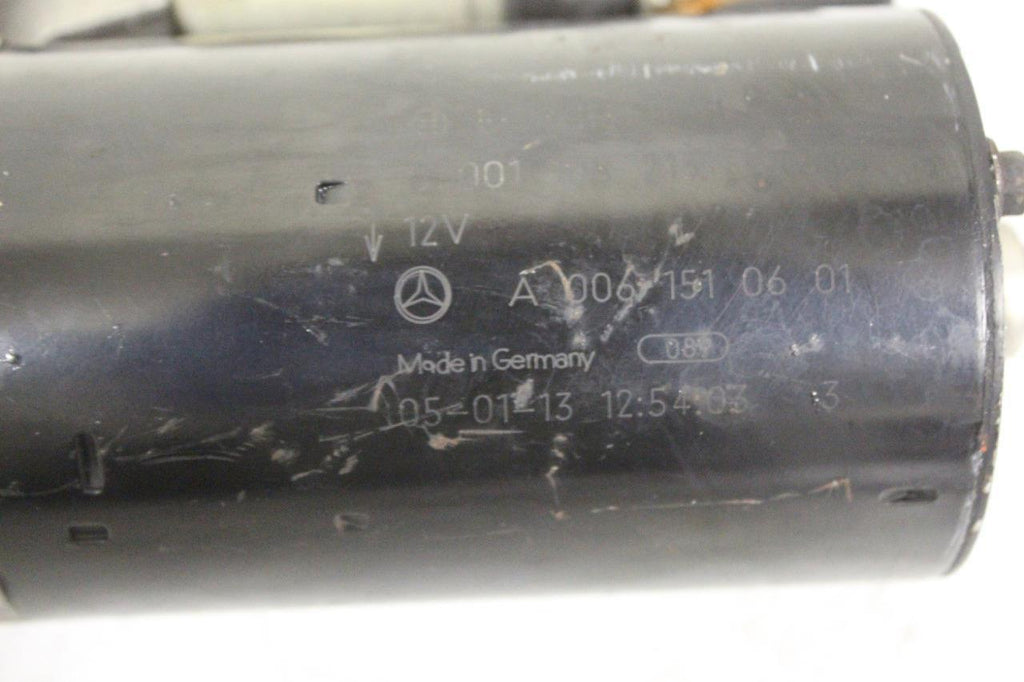 001
12V
A 006 151 06 01
Made in Germany 089
05-01-13 12:54:03 3